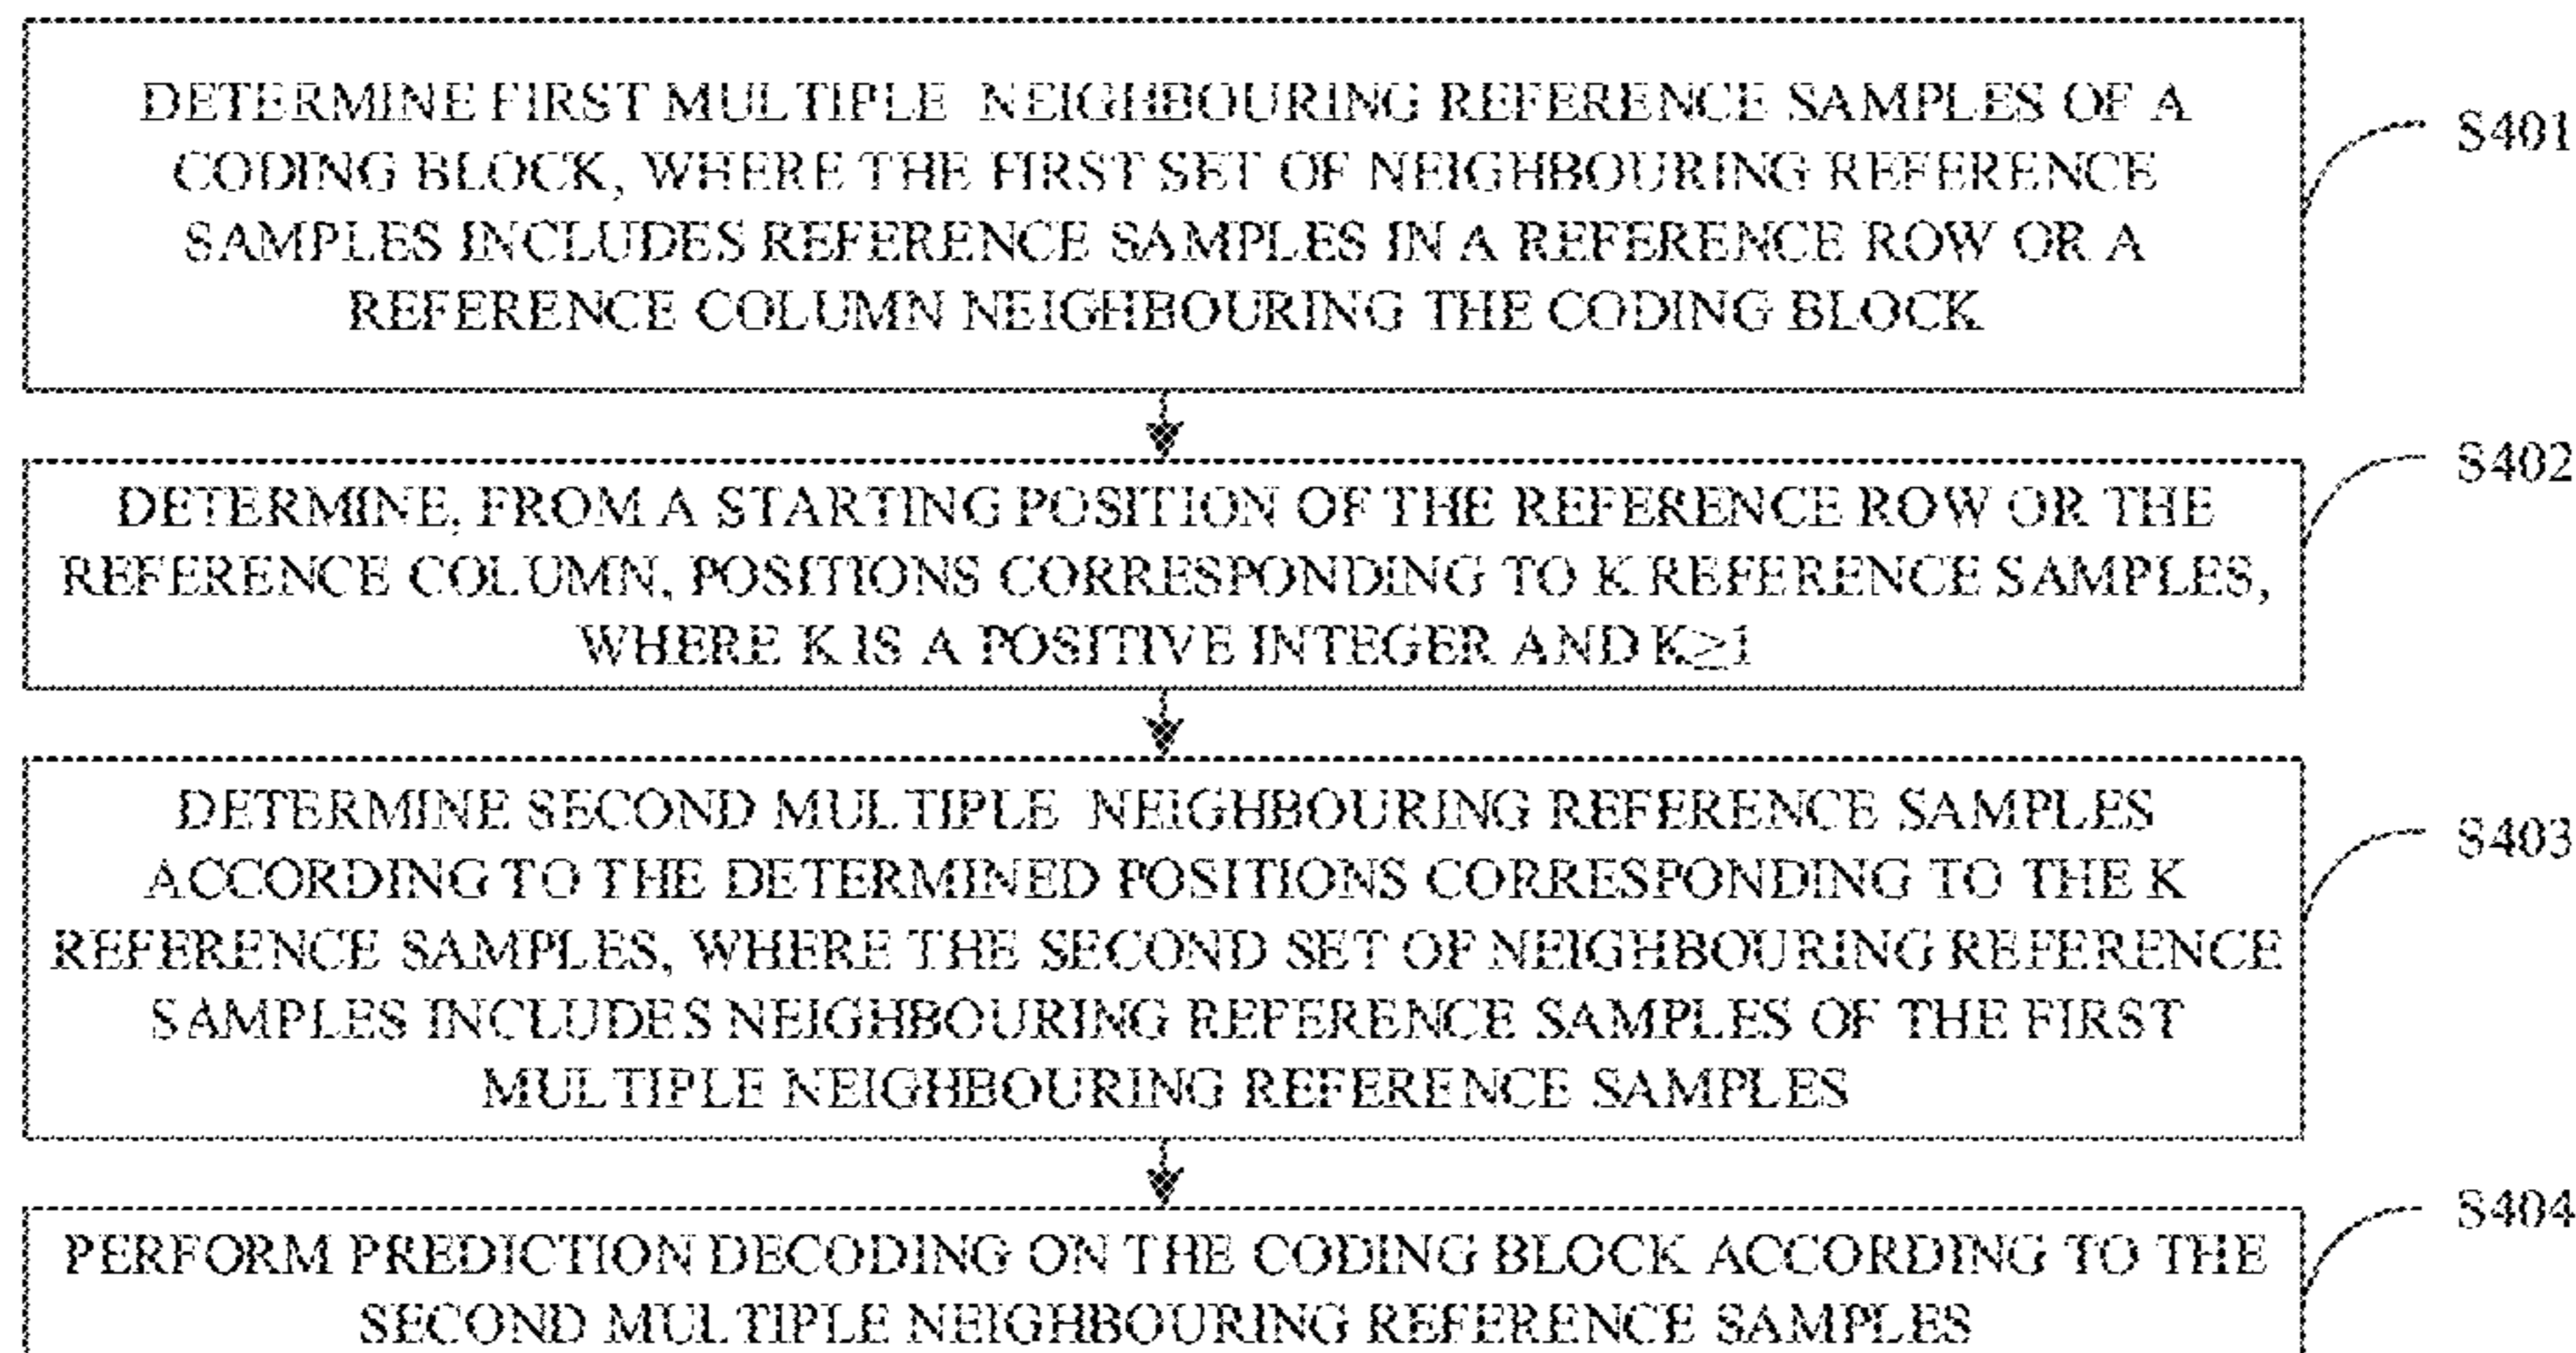 DETERMINE FIRST MULTIPLE NEIGHBOURING REFERENCE SAMPLES OF A
CODING BLOCK, WHERE THE FIRST SET OF NEIGHBOURING REFERENCE
SAMPLES INCLUDES REFERENCE SAMPLES IN A REFERENCE ROW OR A
REFERENCE COLUMN NEIGHBOURING THE CODING BLOCK
S401
DETERMINE, FROM A STARTING POSITION OF THE REFERENCE ROW OR THE
REFERENCE COLUMN, POSITIONS CORRESPONDING TO K REFERENCE SAMPLES,
WHERE K IS A POSITIVE INTEGER AND K≥1
S402
DETERMINE SECOND MULTIPLE NEIGHBOURING REFERENCE SAMPLES
ACCORDING TO THE DETERMINED POSITIONS CORRESPONDING TO THE K
REFERENCE SAMPLES, WHERE THE SECOND SET OF NEIGHBOURING REFERENCE
SAMPLES INCLUDES NEIGHBOURING REFERENCE SAMPLES OF THE FIRST
MULTIPLE NEIGHBOURING REFERENCE SAMPLES
S403
PERFORM PREDICTION DECODING ON THE CODING BLOCK ACCORDING TO THE
SECOND MULTIPLE NEIGHBOURING REFERENCE SAMPLES
S404